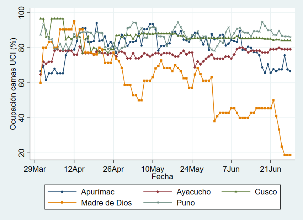 Ocupación camas UCI (%)
100
80
60
40
20
29Mar 12Apr 26Apr 10May 24May 07Jun 21Jun
Fecha
Apurimac Ayacucho Cusco
Madre de Dios Puno